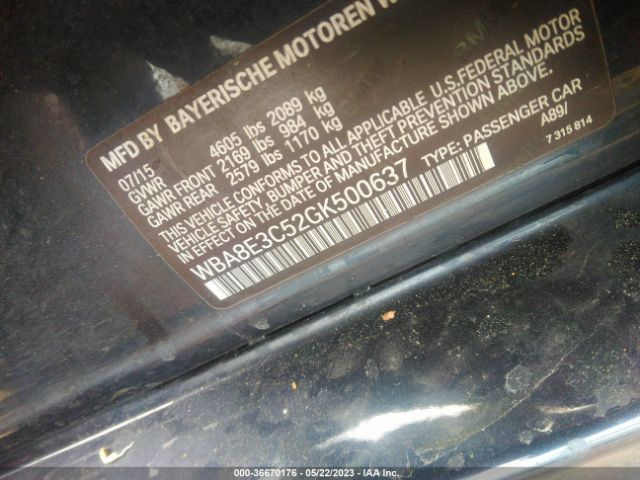 MFD BY BAYERISCHE MOTOREN W
07/15
GVWR 4605 lbs 2089 kg
GAWR FRONT 2169 lbs 984 kg
GAWR REAR 2579 lbs 1170 kg
THIS VEHICLE CONFORMS TO ALL APPLICABLE U.S. FEDERAL MOTOR
VEHICLE SAFETY, BUMPER AND THEFT PREVENTION STANDARDS
IN EFFECT ON THE DATE OF MANUFACTURE SHOWN ABOVE.
WBA8E3C52GK500637 TYPE: PASSENGER CAR
A89/
7 315 814
000-36670176 - 05/22/2023 - IAA Inc.